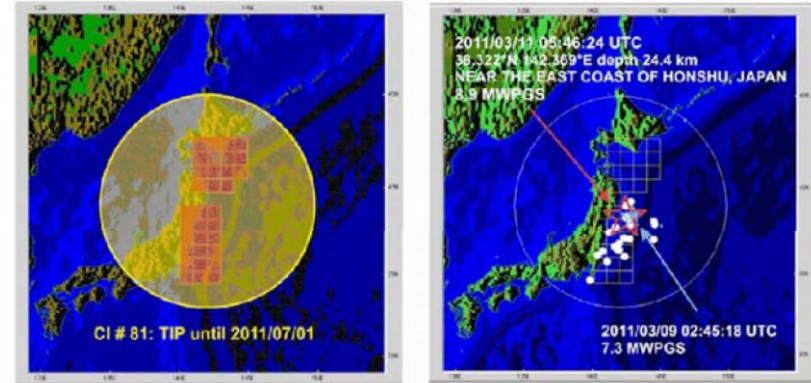 CI # 81: TIP until 2011/07/01
2011/03/11 05:46:24 UTC
38.322°N 142.369°E depth 24.4 km
NEAR THE EAST COAST OF HONSHU, JAPAN
8.9 MWPGS
2011/03/09 02:45:18 UTC
7.3 MWPGS